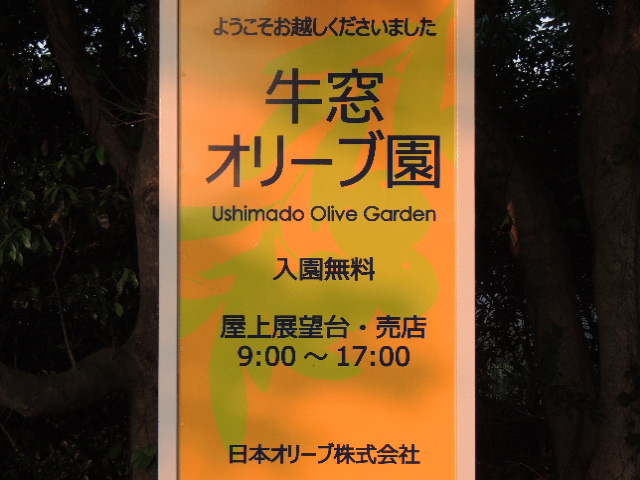 ようこそお越しくださいました
牛窓
オリーブ園
Ushimado Olive Garden
入園無料
屋上展望台・売店
9:00 ～ 17:00
日本オリーブ株式会社